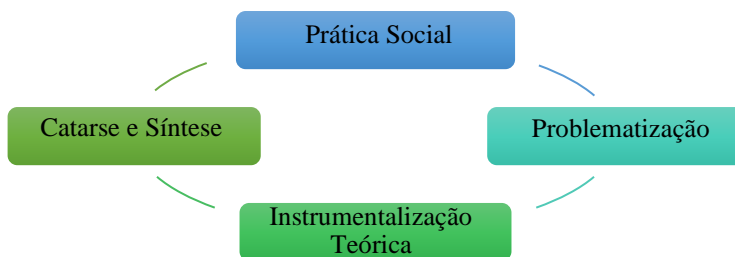 Prática Social
Catarse e Síntese
Problematização
Instrumentalização
Teórica